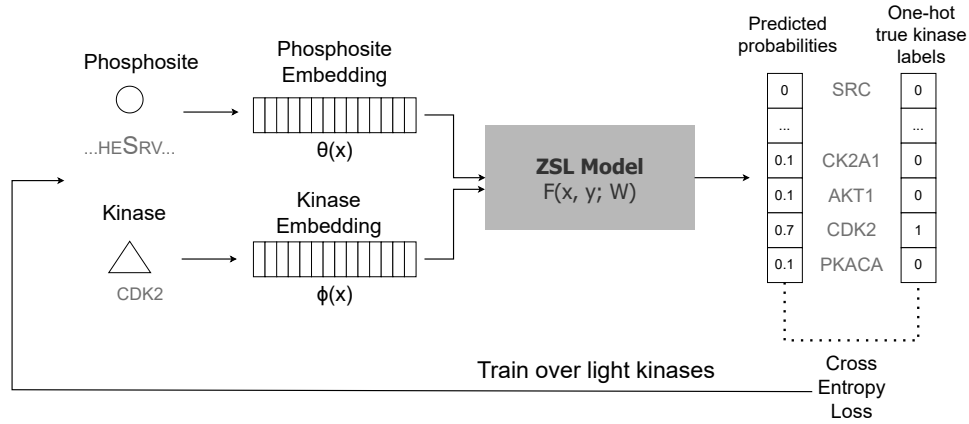 Phosphosite
...HESRV...
Kinase
CDK2
Phosphosite
Embedding
θ(x)
Kinase
Embedding
ϕ(x)
ZSL Model
F(x, y; W)
Predicted
probabilities
One-hot
true kinase
labels
0 SRC 0
... ...
0.1 CK2A1 0
0.1 AKT1 0
0.7 CDK2 1
0.1 PKACA 0
Cross
Entropy
Loss
Train over light kinases